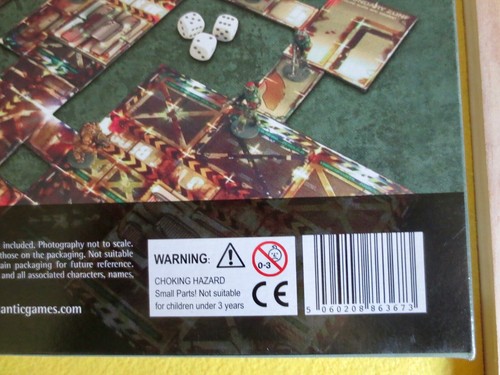 included. Photography not to scale.
those on the packaging. Not suitable
ain packaging for future reference.
and all associated characters, names,
anticgames.com
WARNING:
0-3
CHOKING HAZARD
Small Parts! Not suitable
for children under 3 years
CE
5 060208 863673